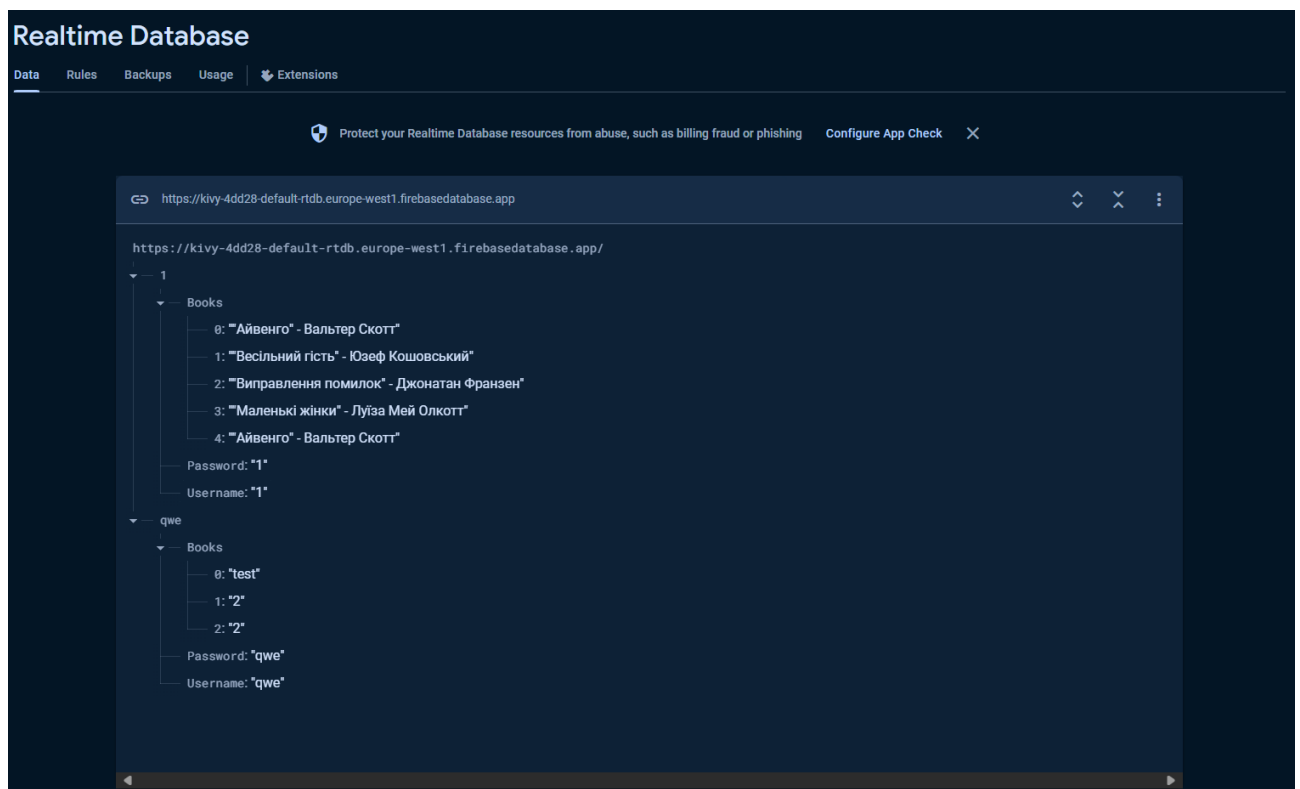 Realtime Database
Data Rules Backups Usage Extensions
Protect your Realtime Database resources from abuse, such as billing fraud or phishing Configure App Check
https://kivy-4dd28-default-rtdb.europe-west1.firebasedatabase.app
https://kivy-4dd28-default-rtdb.europe-west1.firebasedatabase.app/
1
Books
0: ""Айвенго" - Вальтер Скотт"
1: ""Весільний гість" - Юзеф Кошовський"
2: ""Виправлення помилок" - Джонатан Франзен"
3: ""Маленькі жінки" - Луїза Мей Олкотт"
4: ""Айвенго" - Вальтер Скотт"
Password: "1"
Username: "1"
qwe
Books
0: "test"
1: "2"
2: "2"
Password: "qwe"
Username: "qwe"